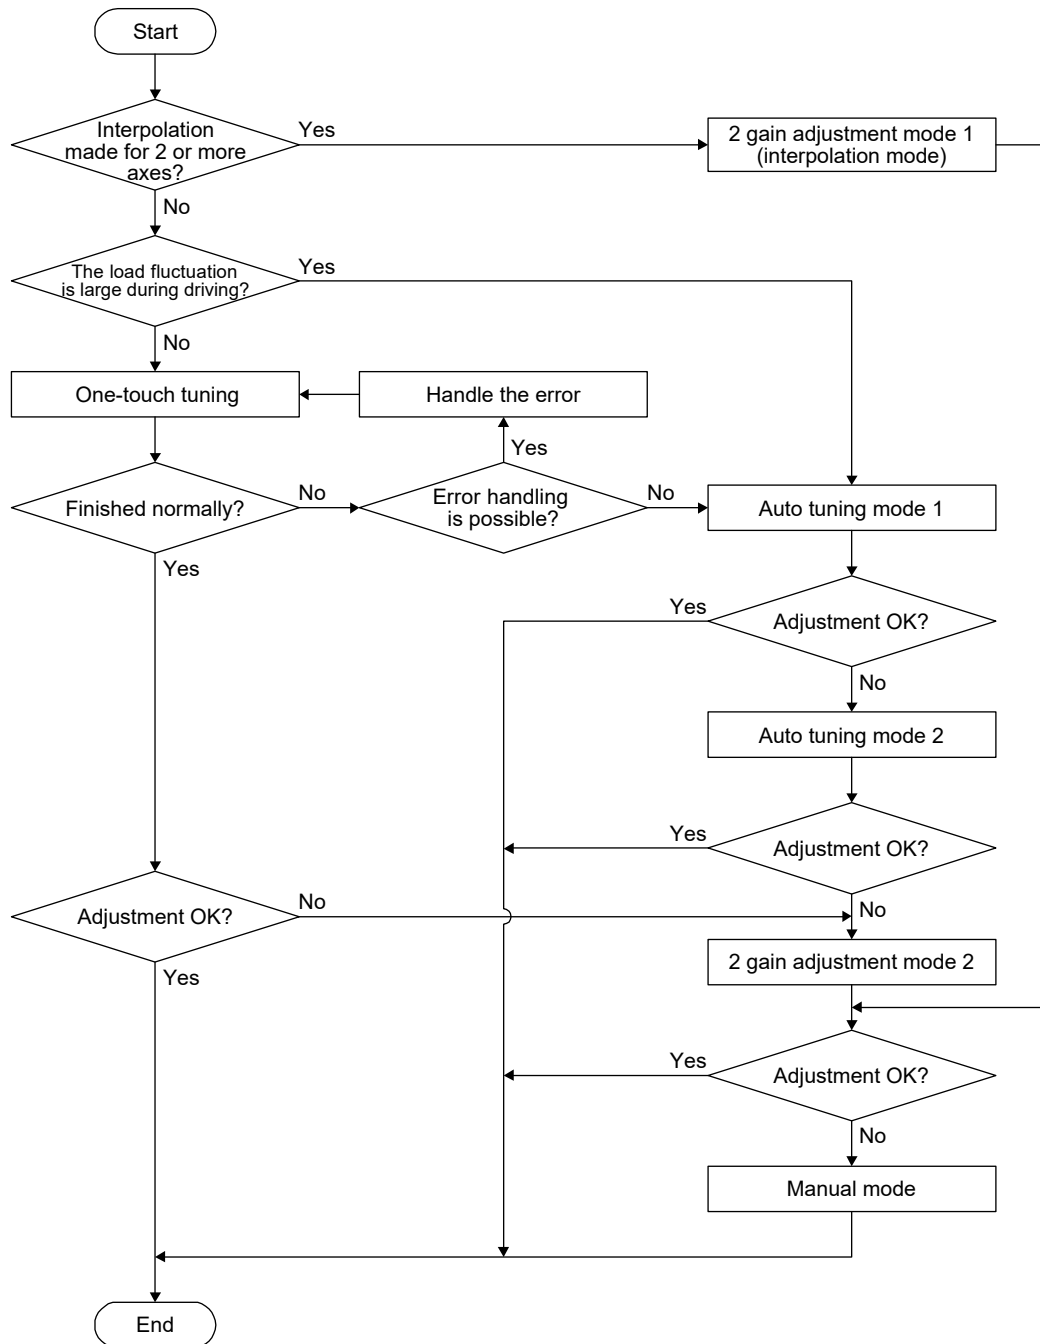 Start
Interpolation
made for 2 or more
axes?
Yes
2 gain adjustment mode 1
(interpolation mode)
No
The load fluctuation
is large during driving?
Yes
No
One-touch tuning
Handle the error
Yes
Finished normally?
No
Error handling
is possible?
No
Auto tuning mode 1
Yes
Yes
Adjustment OK?
No
Auto tuning mode 2
Yes
Adjustment OK?
Adjustment OK?
No
No
Yes
2 gain adjustment mode 2
Yes
Adjustment OK?
No
Manual mode
End